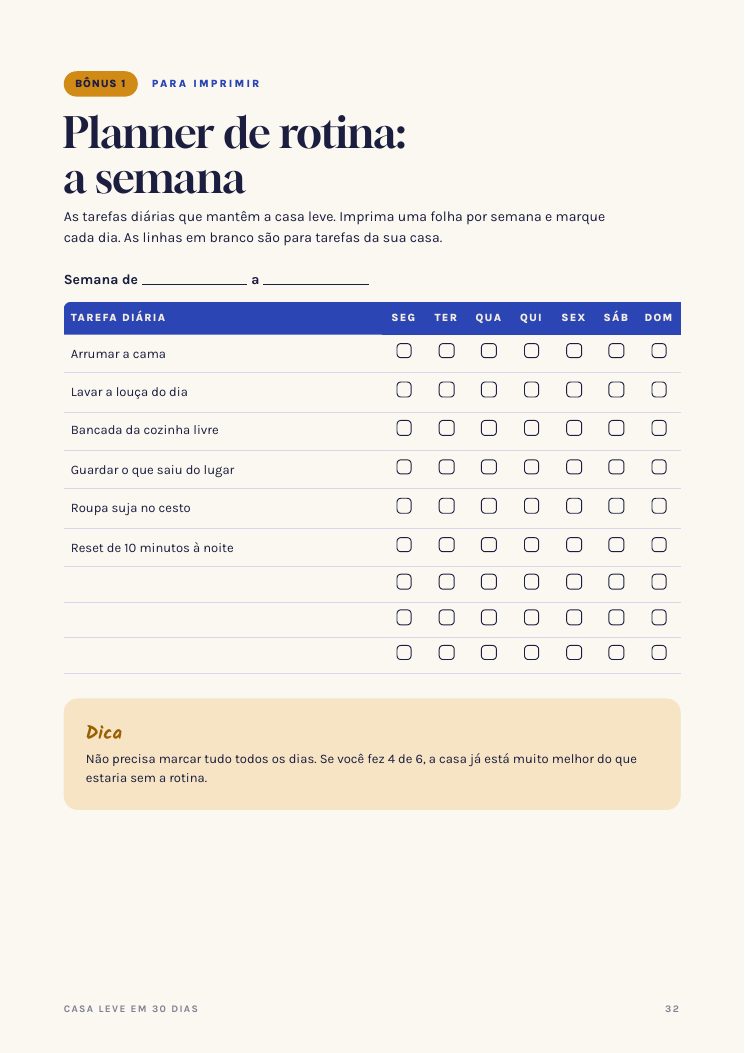 BÔNUS 1 PARA IMPRIMIR
Planner de rotina:
a semana
As tarefas diárias que mantêm a casa leve. Imprima uma folha por semana e marque
cada dia. As linhas em branco são para tarefas da sua casa.
Semana de ______________ a ______________
TAREFA DIÁRIA SEG TER QUA QUI SEX SÁB DOM
Arrumar a cama
Lavar a louça do dia
Bancada da cozinha livre
Guardar o que saiu do lugar
Roupa suja no cesto
Reset de 10 minutos à noite
Dica
Não precisa marcar tudo todos os dias. Se você fez 4 de 6, a casa já está muito melhor do que
estaria sem a rotina.
CASA LEVE EM 30 DIAS 32